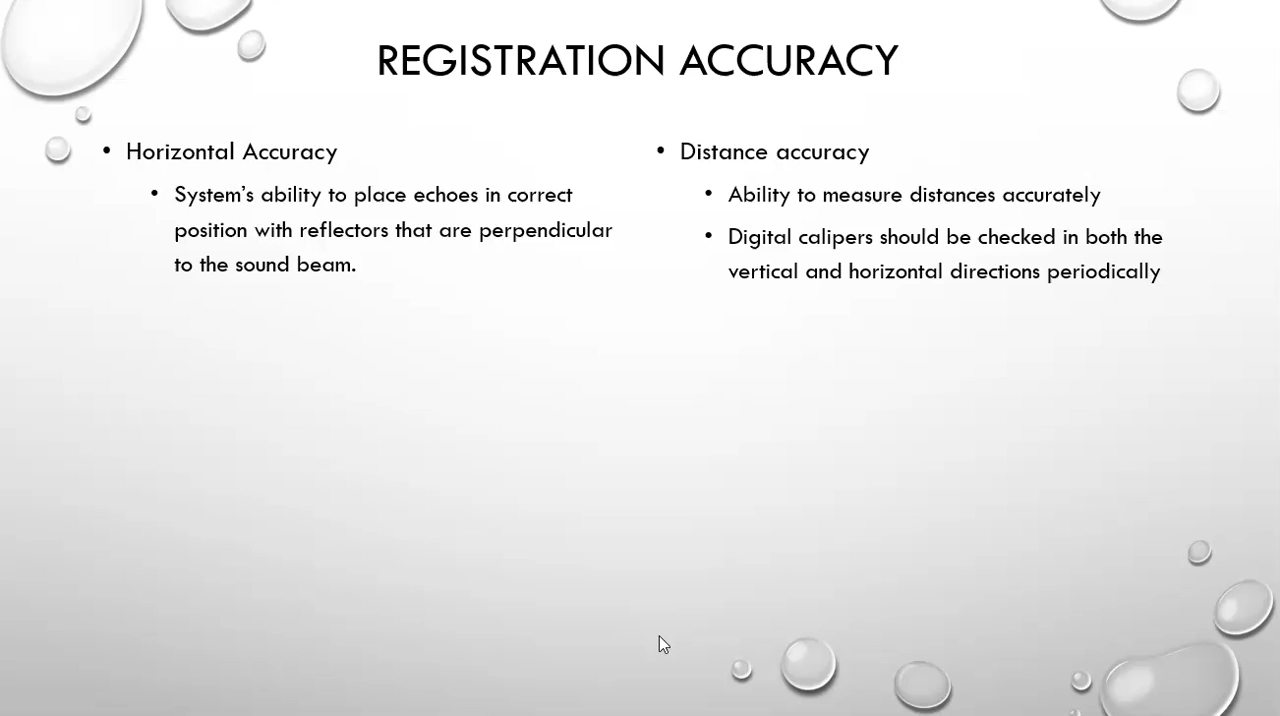 REGISTRATION ACCURACY
• Horizontal Accuracy
• System's ability to place echoes in correct
position with reflectors that are perpendicular
to the sound beam.
• Distance accuracy
• Ability to measure distances accurately
• Digital calipers should be checked in both the
vertical and horizontal directions periodically